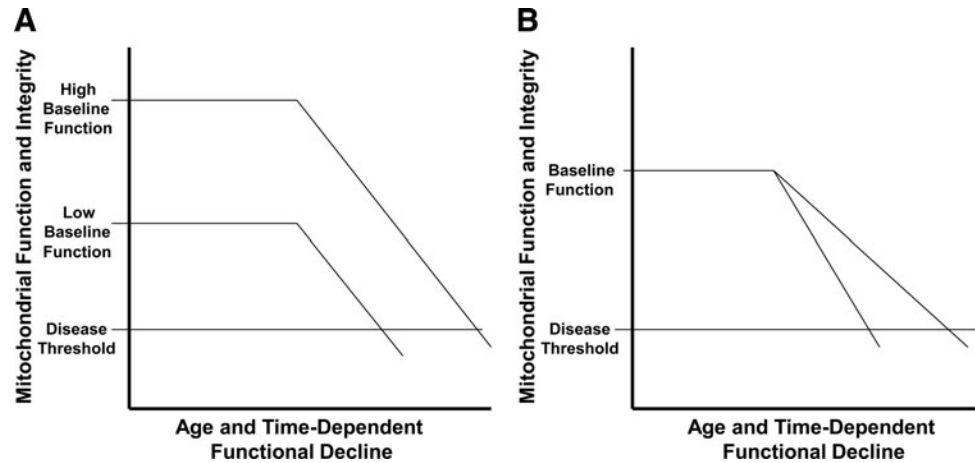 A
Mitochondrial Function and Integrity
High
Baseline
Function
Low
Baseline
Function
Disease
Threshold
Age and Time-Dependent
Functional Decline
B
Mitochondrial Function and Integrity
Baseline
Function
Disease
Threshold
Age and Time-Dependent
Functional Decline